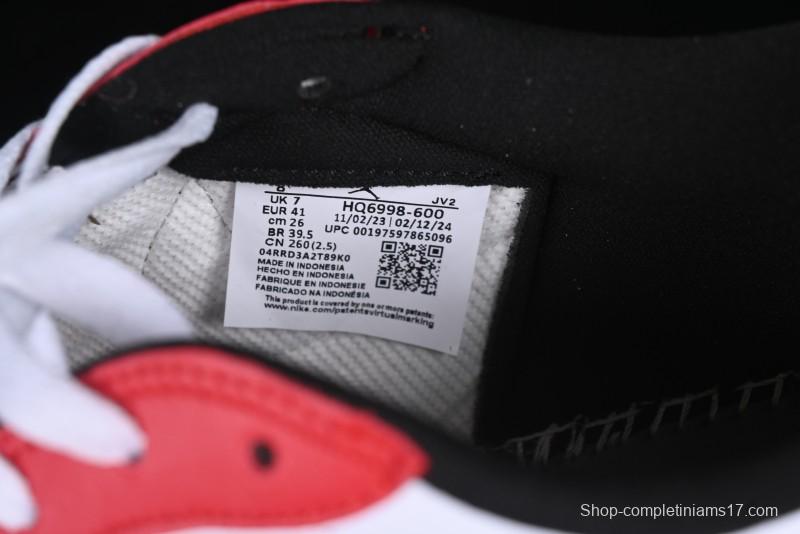 8 JV2
UK 7 HQ6998-600
EUR 41 11/02/23 | 02/12/24
cm 26 UPC 00197597865096
BR 39.5
CN 260(2.5)
04RRD3A2T89K0
MADE IN INDONESIA
HECHO EN INDONESIA
FABRIQUE EN INDONESIE
FABRICADO NA INDONÉSIA
This product is covered by one or more patents:
www.nike.com/patentsvirtualmarking
Shop-completiniams17.com